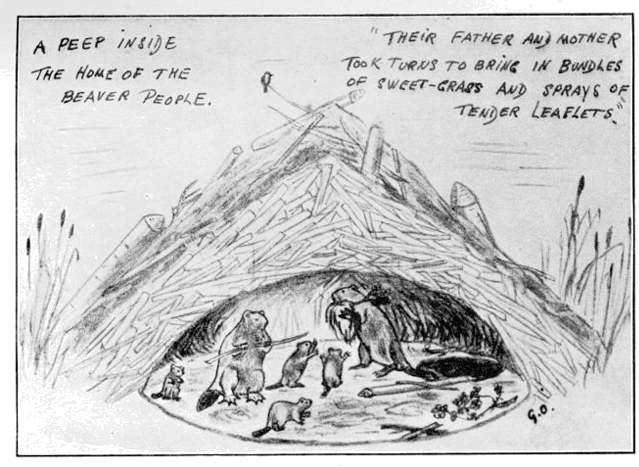 A PEEP INSIDE
THE HOME OF THE
BEAVER PEOPLE.
"THEIR FATHER AND MOTHER
TOOK TURNS TO BRING IN BUNDLES
OF SWEET-GRASS AND SPRAYS OF
TENDER LEAFLETS."
G.O.